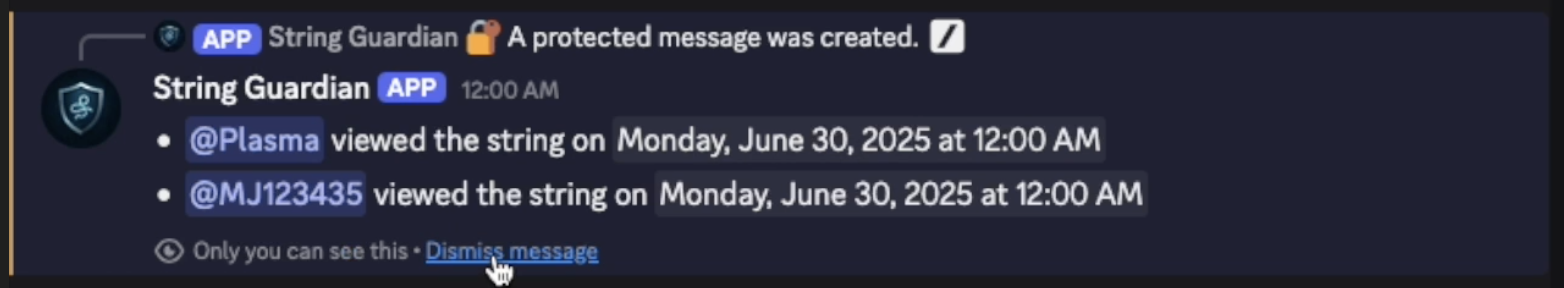 APP String Guardian 🔐 A protected message was created.
String Guardian APP 12:00 AM
• @Plasma viewed the string on Monday, June 30, 2025 at 12:00 AM
• @MJ123435 viewed the string on Monday, June 30, 2025 at 12:00 AM
Only you can see this • Dismiss message